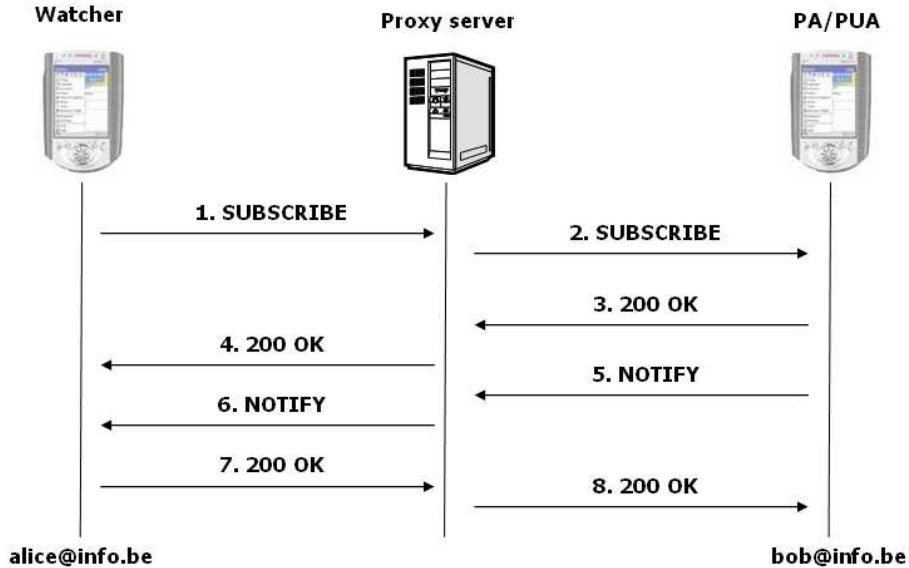 Watcher
Proxy server
PA/PUA
1. SUBSCRIBE
2. SUBSCRIBE
3. 200 OK
4. 200 OK
5. NOTIFY
6. NOTIFY
7. 200 OK
8. 200 OK
alice@info.be
bob@info.be